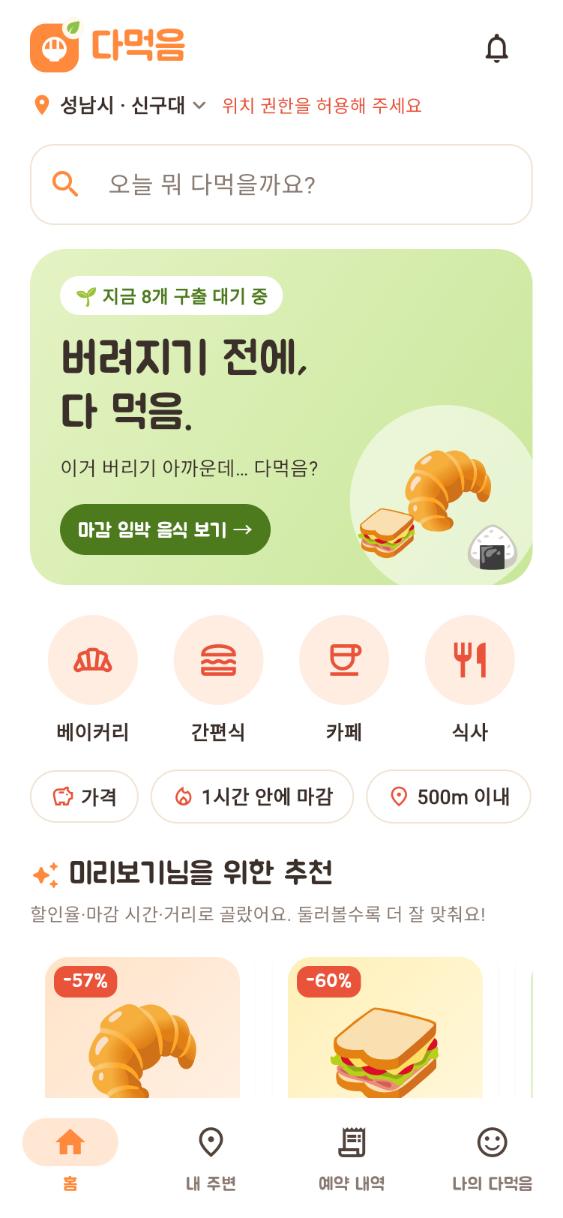 다먹음
성남시 · 신구대 위치 권한을 허용해 주세요
오늘 뭐 다먹을까요?
지금 8개 구출 대기 중
버려지기 전에,
다 먹음.
이거 버리기 아까운데... 다먹음?
마감 임박 음식 보기 →
베이커리 간편식 카페 식사
가격 1시간 안에 마감 500m 이내
미리보기님을 위한 추천
할인율·마감 시간·거리로 골랐어요. 둘러볼수록 더 잘 맞춰요!
-57% -60%
홈 내 주변 예약 내역 나의 다먹음